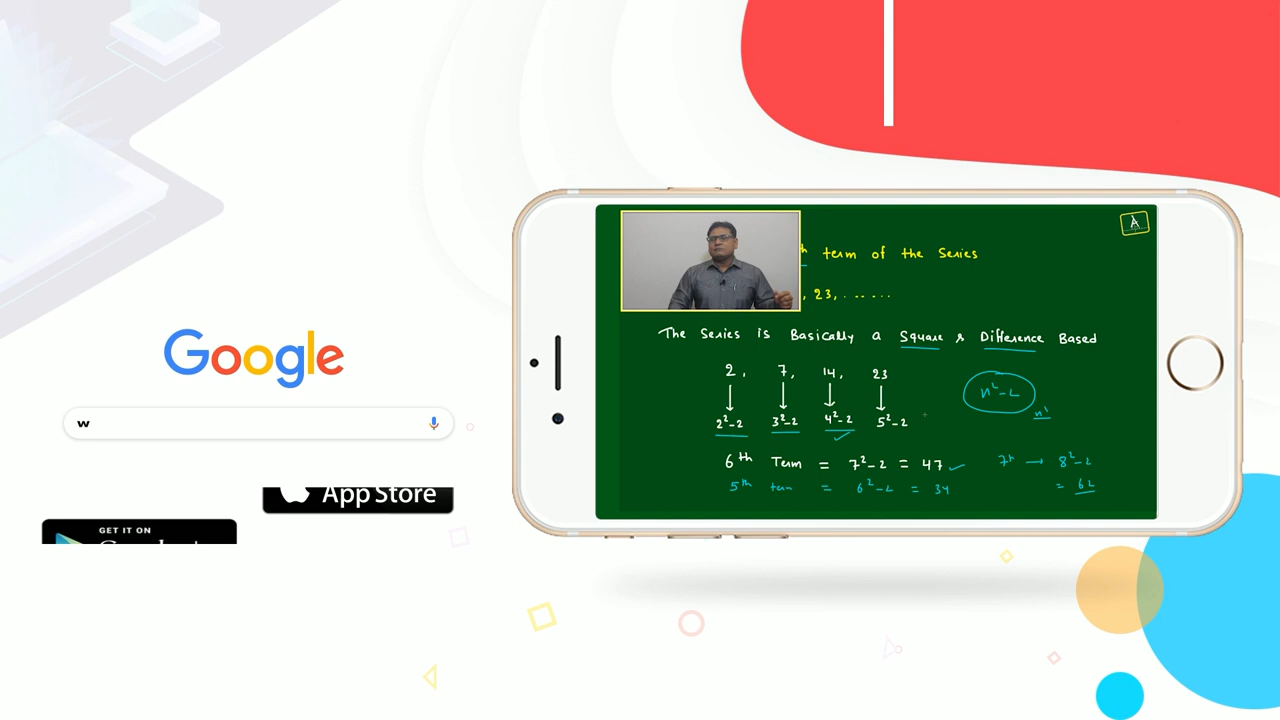 Google
w
App Store
GET IT ON
A
h term of the Series
, 23, ......
The Series is Basically a Square & Difference Based
2, 7, 14, 23
2²-2 3²-2 4²-2 5²-2
n²-2
6th Term = 7²-2 = 47
7th → 8²-2
5th term = 6²-2 = 34
= 62